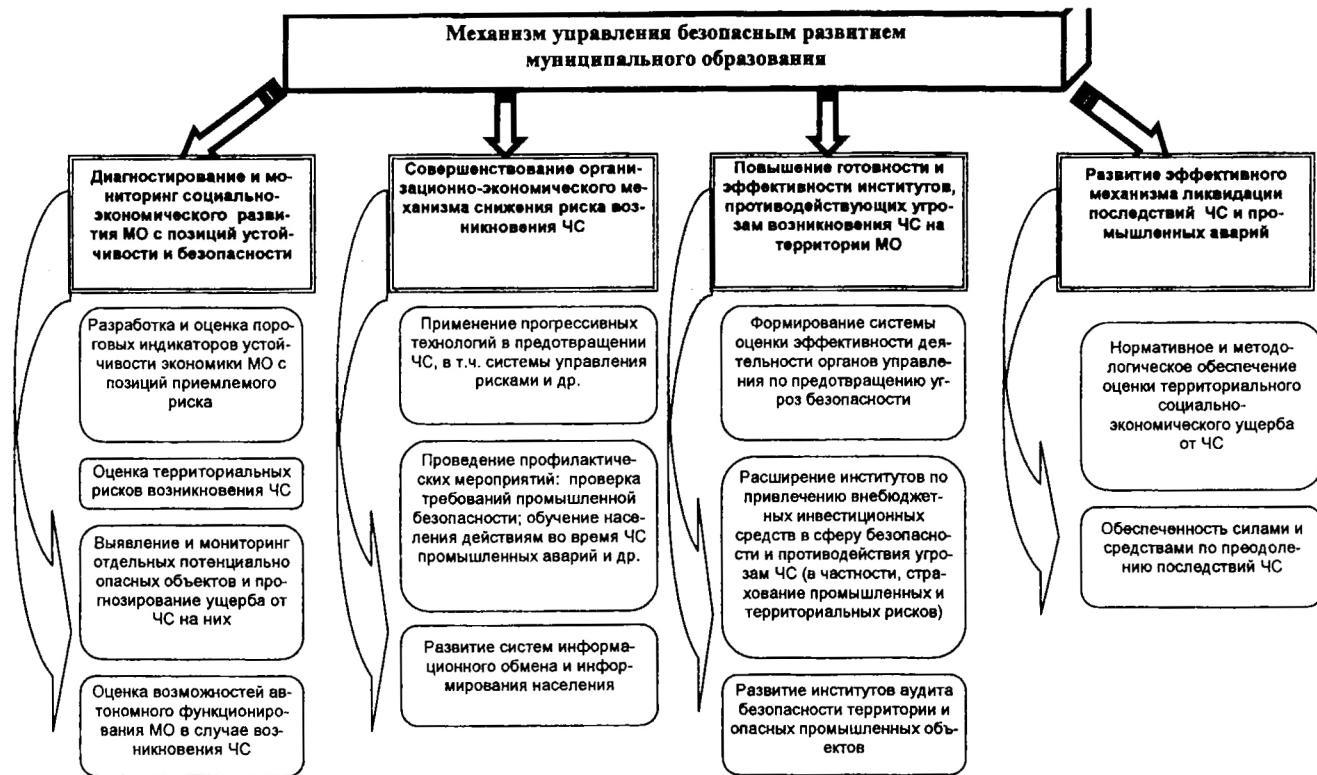 Механизм управления безопасным развитием
муниципального образования
Диагностирование и мо-
ниторинг социально-
экономического разви-
тия МО с позиций устой-
чивости и безопасности
Разработка и оценка поро-
говых индикаторов устой-
чивости экономики МО с
позиций приемлемого
риска
Оценка территориальных
рисков возникновения ЧС
Выявление и мониторинг
отдельных потенциально
опасных объектов и про-
гнозирование ущерба от
ЧС на них
Оценка возможностей ав-
тономного функциониро-
вания МО в случае воз-
никновения ЧС
Совершенствование органи-
зационно-экономического ме-
ханизма снижения риска воз-
никновения ЧС
Применение прогрессивных
технологий в предотвращении
ЧС, в т.ч. системы управления
рисками и др.
Проведение профилактиче-
ских мероприятий: проверка
требований промышленной
безопасности; обучение насе-
ления действиям во время ЧС
промышленных аварий и др.
Развитие систем информа-
ционного обмена и инфор-
мирования населения
Повышение готовности и
эффективности институтов,
противодействующих угро-
зам возникновения ЧС на
территории МО
Формирование системы
оценки эффективности дея-
тельности органов управле-
ния по предотвращению уг-
роз безопасности
Расширение институтов по
привлечению внебюджет-
ных инвестиционных
средств в сферу безопасно-
сти и противодействия угро-
зам ЧС (в частности, стра-
хование промышленных и
территориальных рисков)
Развитие институтов аудита
безопасности территории и
опасных промышленных объ-
ектов
Развитие эффективного
механизма ликвидации
последствий ЧС и про-
мышленных аварий
Нормативное и методо-
логическое обеспечение
оценки территориального
социально-
экономического ущерба
от ЧС
Обеспеченность силами и
средствами по преодоле-
нию последствий ЧС